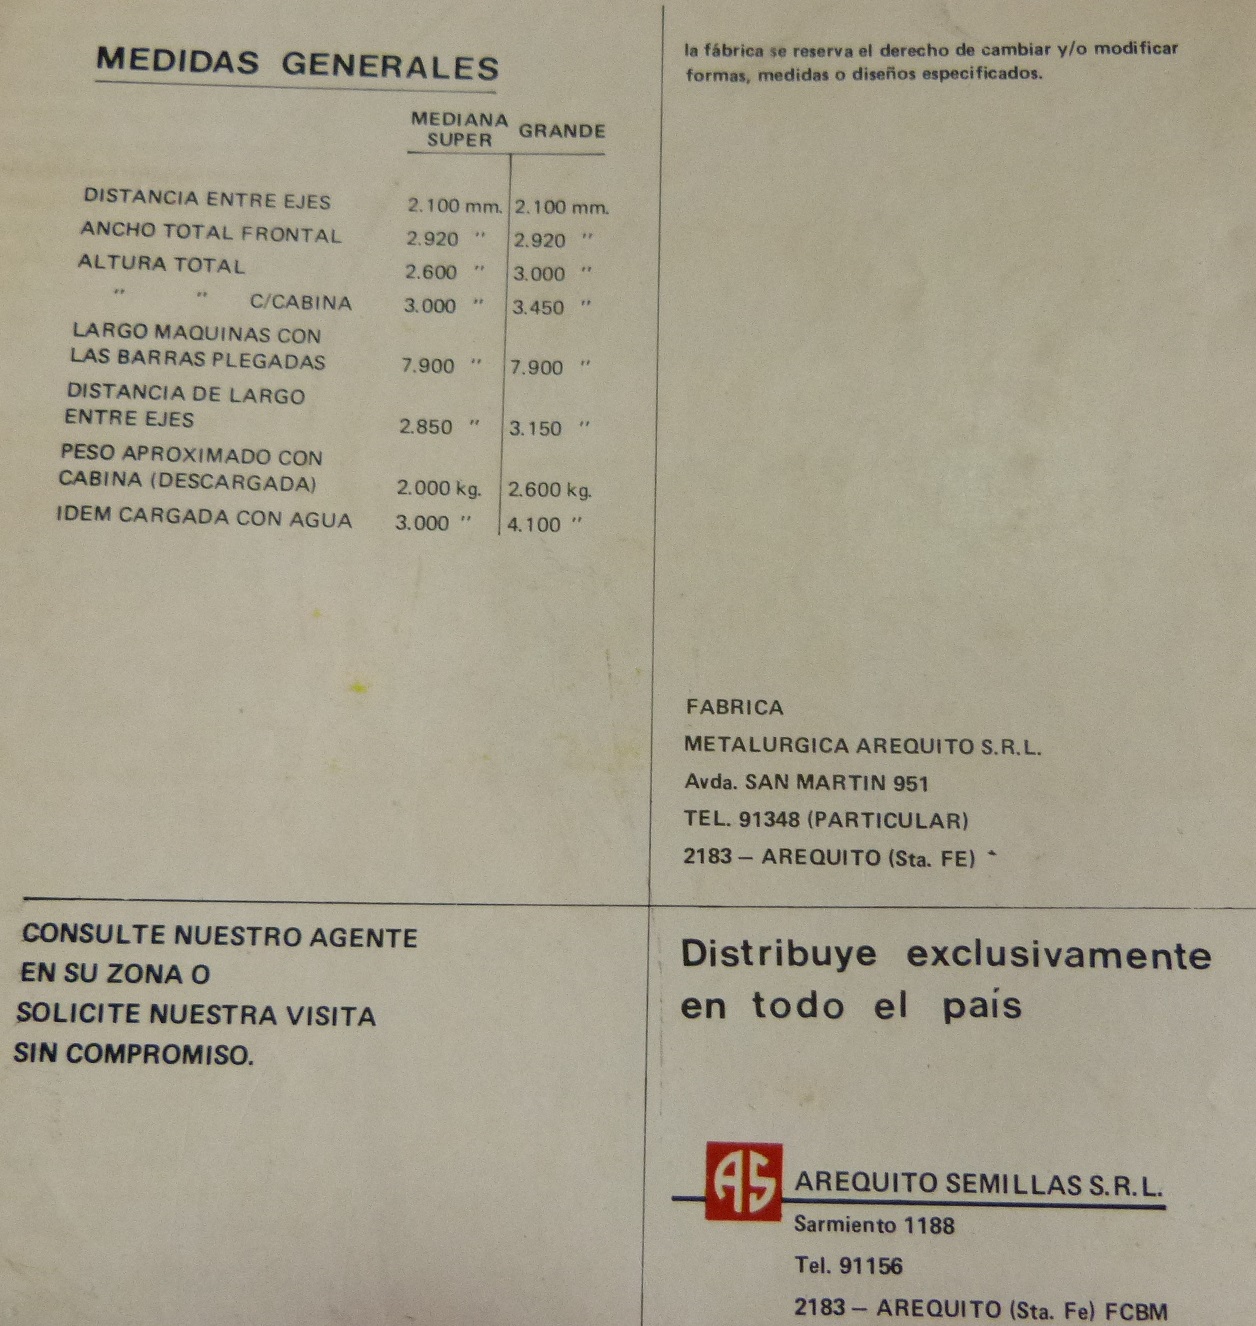 MEDIDAS GENERALES
MEDIANA SUPER GRANDE
DISTANCIA ENTRE EJES 2.100 mm. 2.100 mm.
ANCHO TOTAL FRONTAL 2.920 " 2.920 "
ALTURA TOTAL 2.600 " 3.000 "
" " C/CABINA 3.000 " 3.450 "
LARGO MAQUINAS CON
LAS BARRAS PLEGADAS 7.900 " 7.900 "
DISTANCIA DE LARGO
ENTRE EJES 2.850 " 3.150 "
PESO APROXIMADO CON
CABINA (DESCARGADA) 2.000 kg. 2.600 kg.
IDEM CARGADA CON AGUA 3.000 " 4.100 "
la fábrica se reserva el derecho de cambiar y/o modificar
formas, medidas o diseños especificados.
FABRICA
METALURGICA AREQUITO S.R.L.
Avda. SAN MARTIN 951
TEL. 91348 (PARTICULAR)
2183 — AREQUITO (Sta. FE)
CONSULTE NUESTRO AGENTE
EN SU ZONA O
SOLICITE NUESTRA VISITA
SIN COMPROMISO.
Distribuye exclusivamente
en todo el país
AS AREQUITO SEMILLAS S.R.L.
Sarmiento 1188
Tel. 91156
2183 — AREQUITO (Sta. Fe) FCBM